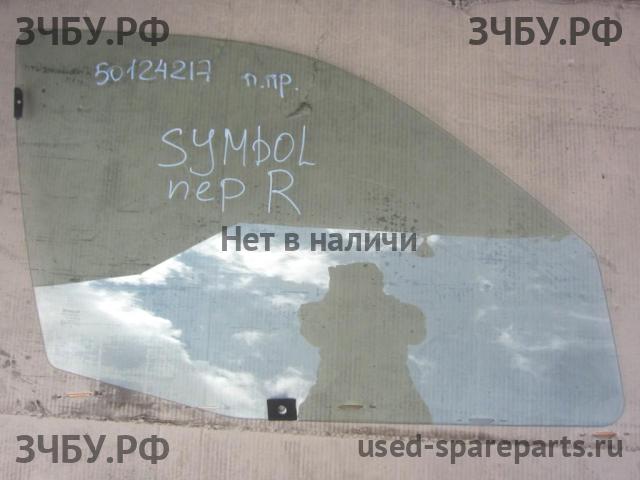 ЗЧБУ.РФ
ЗЧБУ.РФ
50124217 п.пр.
SYMBOL
пер R
Нет в наличи
ЗЧБУ.РФ
used-spareparts.ru